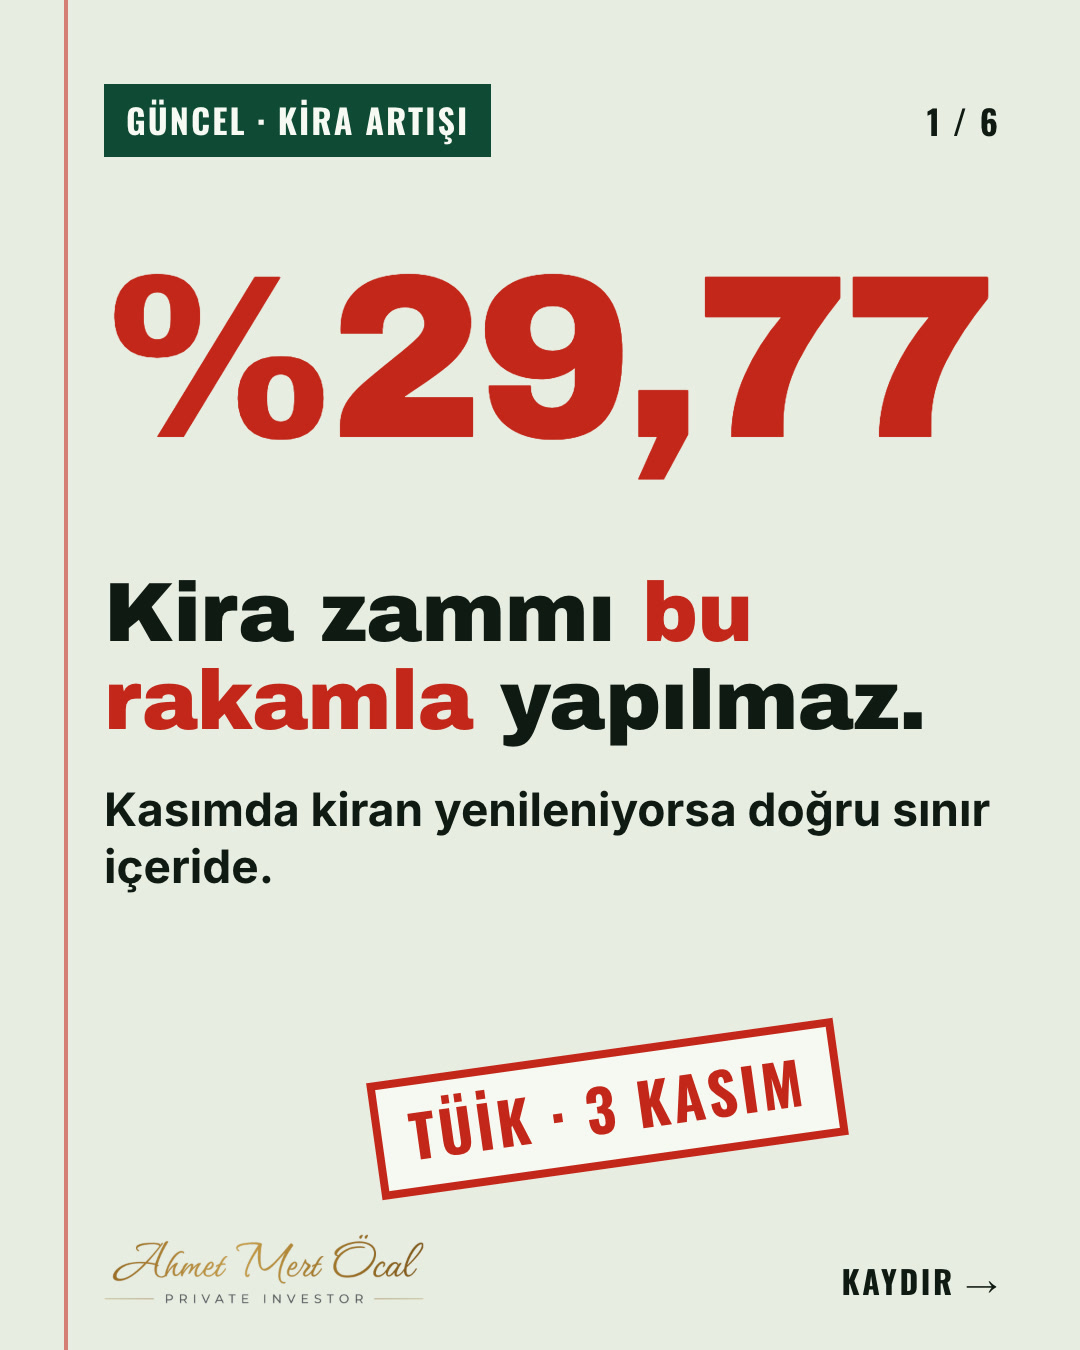 GÜNCEL · KİRA ARTIŞI
1 / 6
%29,77
Kira zammı bu
rakamla yapılmaz.
Kasımda kiran yenileniyorsa doğru sınır
içeride.
TÜİK · 3 KASIM
Ahmet Mert Öcal
PRIVATE INVESTOR
KAYDIR →